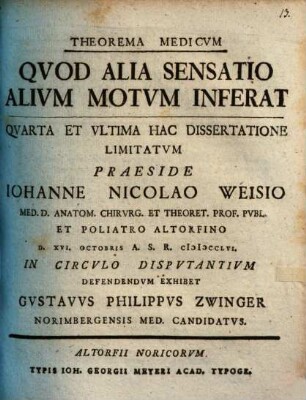 13.
THEOREMA MEDICVM
QVOD ALIA SENSATIO
ALIVM MOTVM INFERAT
QVARTA ET VLTIMA HAC DISSERTATIONE
LIMITATVM
PRAESIDE
IOHANNE NICOLAO WEISIO
MED. D. ANATOM. CHIRVRG. ET THEORET. PROF. PVBL.
ET POLIATRO ALTORFINO
D. XVI. OCTOBRIS A. S. R. CIↃIↃCCLVI.
IN CIRCVLO DISPVTANTIVM
DEFENDENDVM EXHIBET
GVSTAVVS PHILIPPVS ZWINGER
NORIMBERGENSIS MED. CANDIDATVS.
ALTORFII NORICORVM.
TYPIS IOH. GEORGII MEYERI ACAD. TYPOGR.